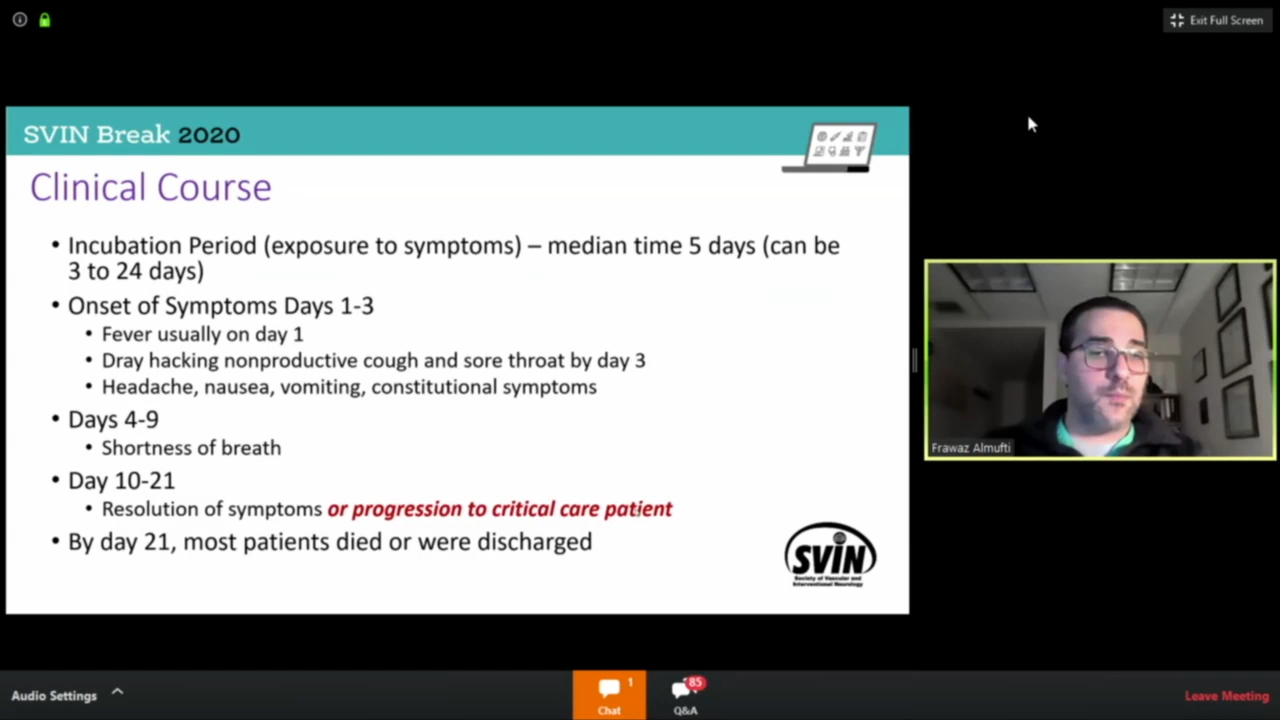 Exit Full Screen
SVIN Break 2020
Clinical Course
• Incubation Period (exposure to symptoms) – median time 5 days (can be
3 to 24 days)
• Onset of Symptoms Days 1-3
• Fever usually on day 1
• Dray hacking nonproductive cough and sore throat by day 3
• Headache, nausea, vomiting, constitutional symptoms
• Days 4-9
• Shortness of breath
• Day 10-21
• Resolution of symptoms or progression to critical care patient
• By day 21, most patients died or were discharged
SVIN
Society of Vascular and
Interventional Neurology
Frawaz Almufti
Audio Settings
Chat
1
Q&A
85
Leave Meeting